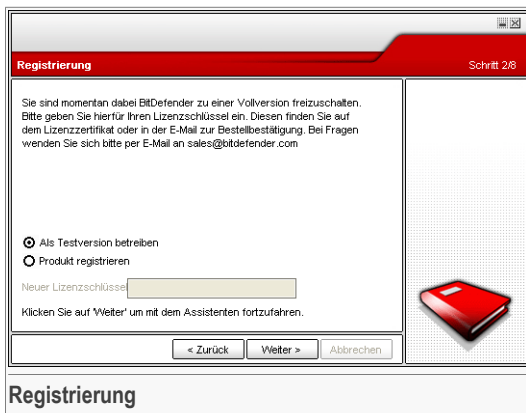 Registrierung
Schritt 2/8
Sie sind momentan dabei BitDefender zu einer Vollversion freizuschalten.
Bitte geben Sie hierfür Ihren Lizenzschlüssel ein. Diesen finden Sie auf
dem Lizenzzertifikat oder in der E-Mail zur Bestellbestätigung. Bei Fragen
wenden Sie sich bitte per E-Mail an sales@bitdefender.com
Als Testversion betreiben
Produkt registrieren
Neuer Lizenzschlüssel
Klicken Sie auf 'Weiter' um mit dem Assistenten fortzufahren.
< Zurück
Weiter >
Abbrechen
Registrierung